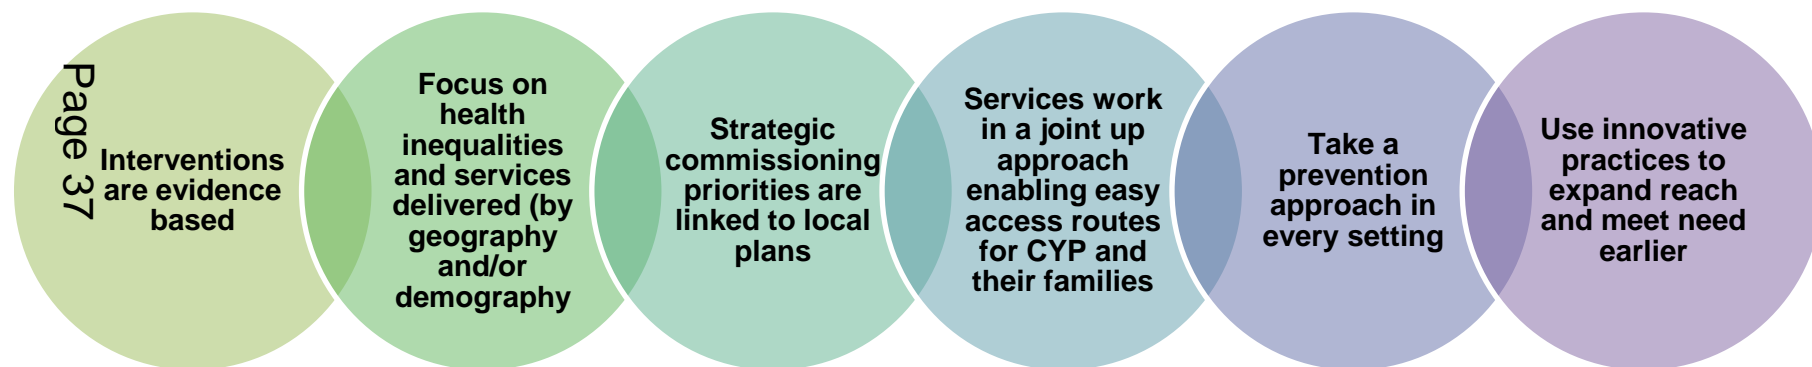 Page 37
Interventions
are evidence
based
Focus on
health
inequalities
and services
delivered (by
geography
and/or
demography
Strategic
commissioning
priorities are
linked to local
plans
Services work
in a joint up
approach
enabling easy
access routes
for CYP and
their families
Take a
prevention
approach in
every setting
Use innovative
practices to
expand reach
and meet need
earlier